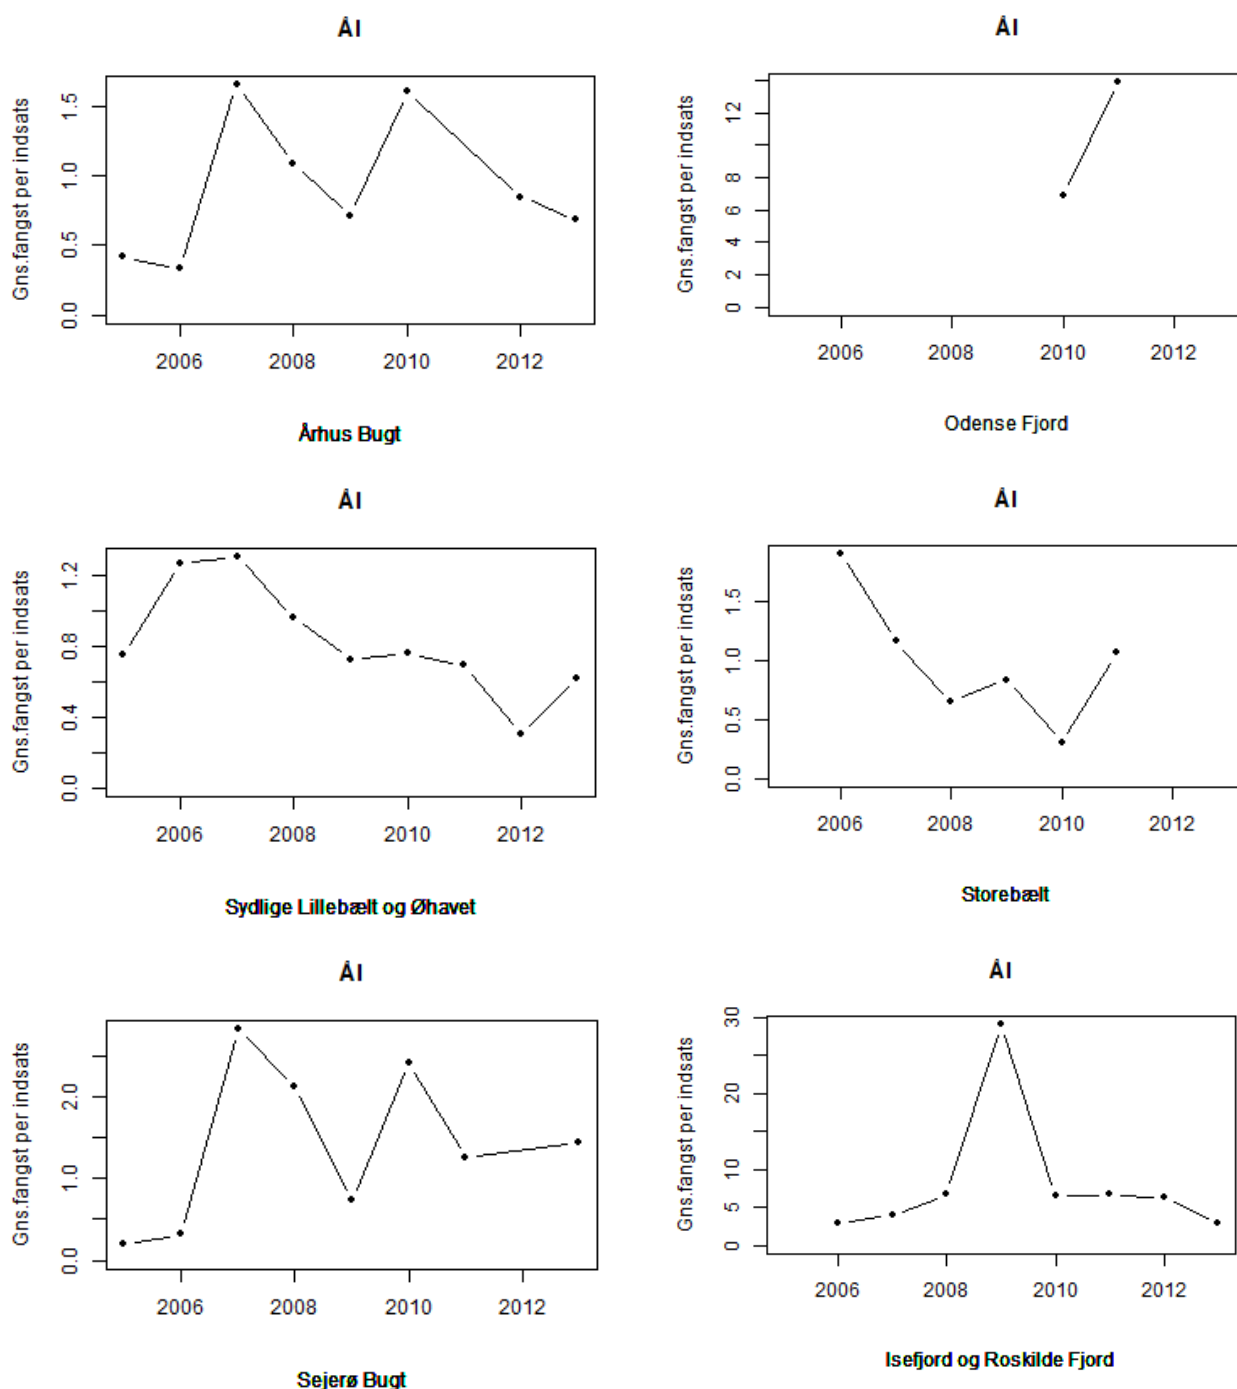 Ål
Gns.fangst per indsats
0.0 0.5 1.0 1.5
2006 2008 2010 2012
Århus Bugt
Ål
Gns.fangst per indsats
0 2 4 6 8 12
2006 2008 2010 2012
Odense Fjord
Ål
Gns.fangst per indsats
0.0 0.4 0.8 1.2
2006 2008 2010 2012
Sydlige Lillebælt og Øhavet
Ål
Gns.fangst per indsats
0.0 0.5 1.0 1.5
2006 2008 2010 2012
Storebælt
Ål
Gns.fangst per indsats
0.0 1.0 2.0
2006 2008 2010 2012
Sejerø Bugt
Ål
Gns.fangst per indsats
0 5 10 20 30
2006 2008 2010 2012
Isefjord og Roskilde Fjord